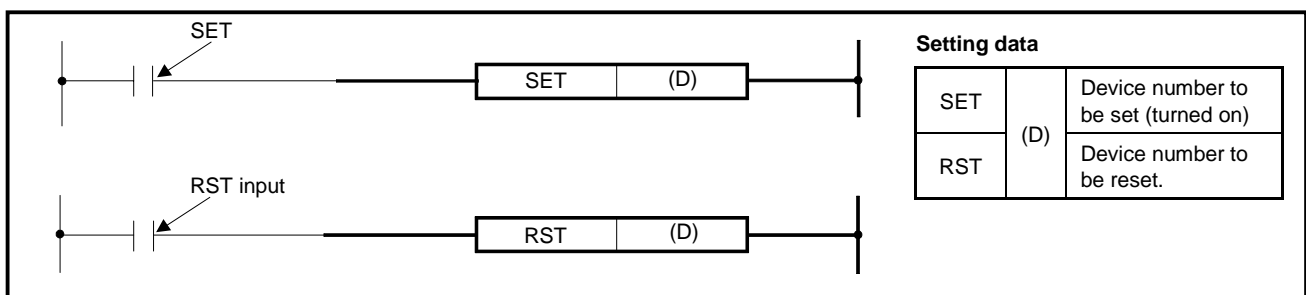 SET
SET (D)
RST input
RST (D)
Setting data
SET (D) Device number to
be set (turned on)
RST Device number to
be reset.